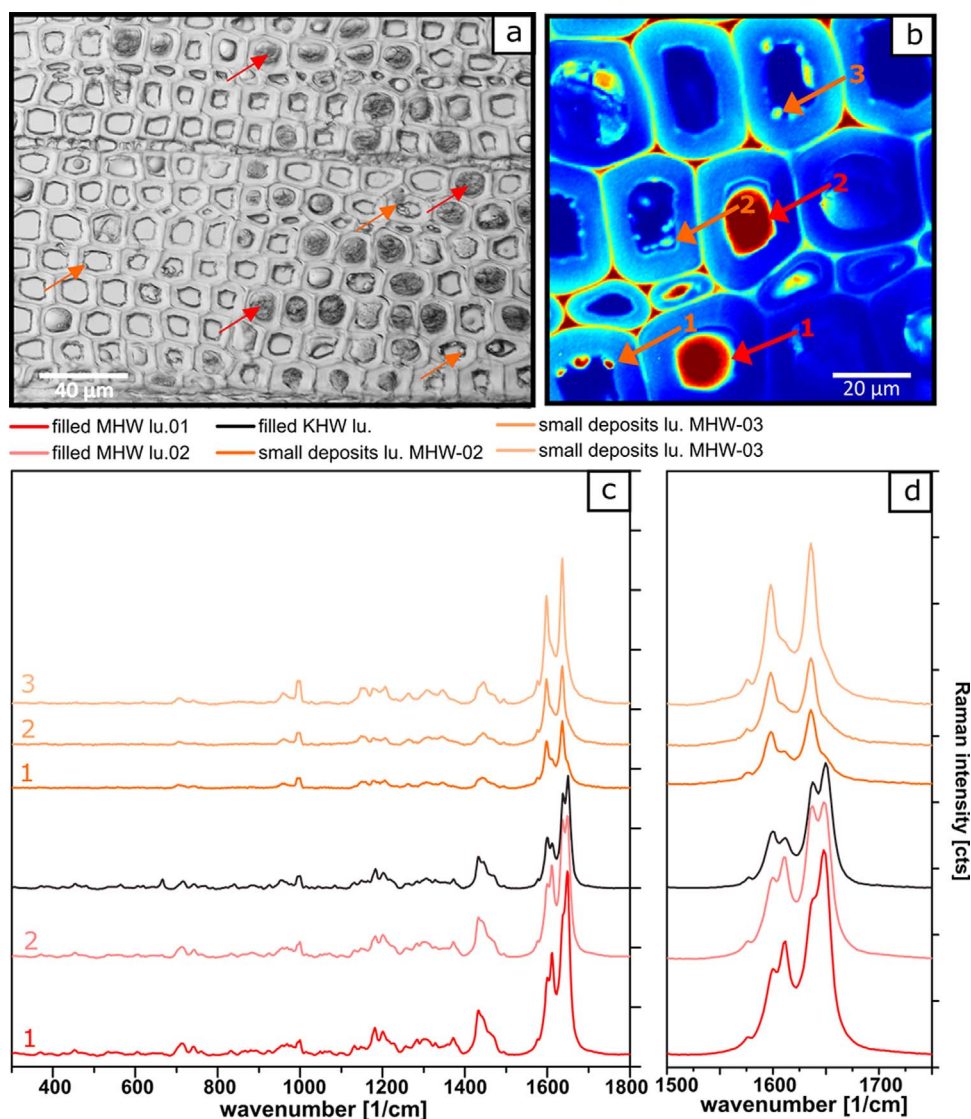 a
b
3
2
2
1
1
40 µm
20 µm
filled MHW lu.01
filled KHW lu.
small deposits lu. MHW-03
filled MHW lu.02
small deposits lu. MHW-02
small deposits lu. MHW-03
c
d
3
2
1
2
1
Raman intensity [cts]
400 600 800 1000 1200 1400 1600 1800
1500 1600 1700
wavenumber [1/cm]
wavenumber [1/cm]